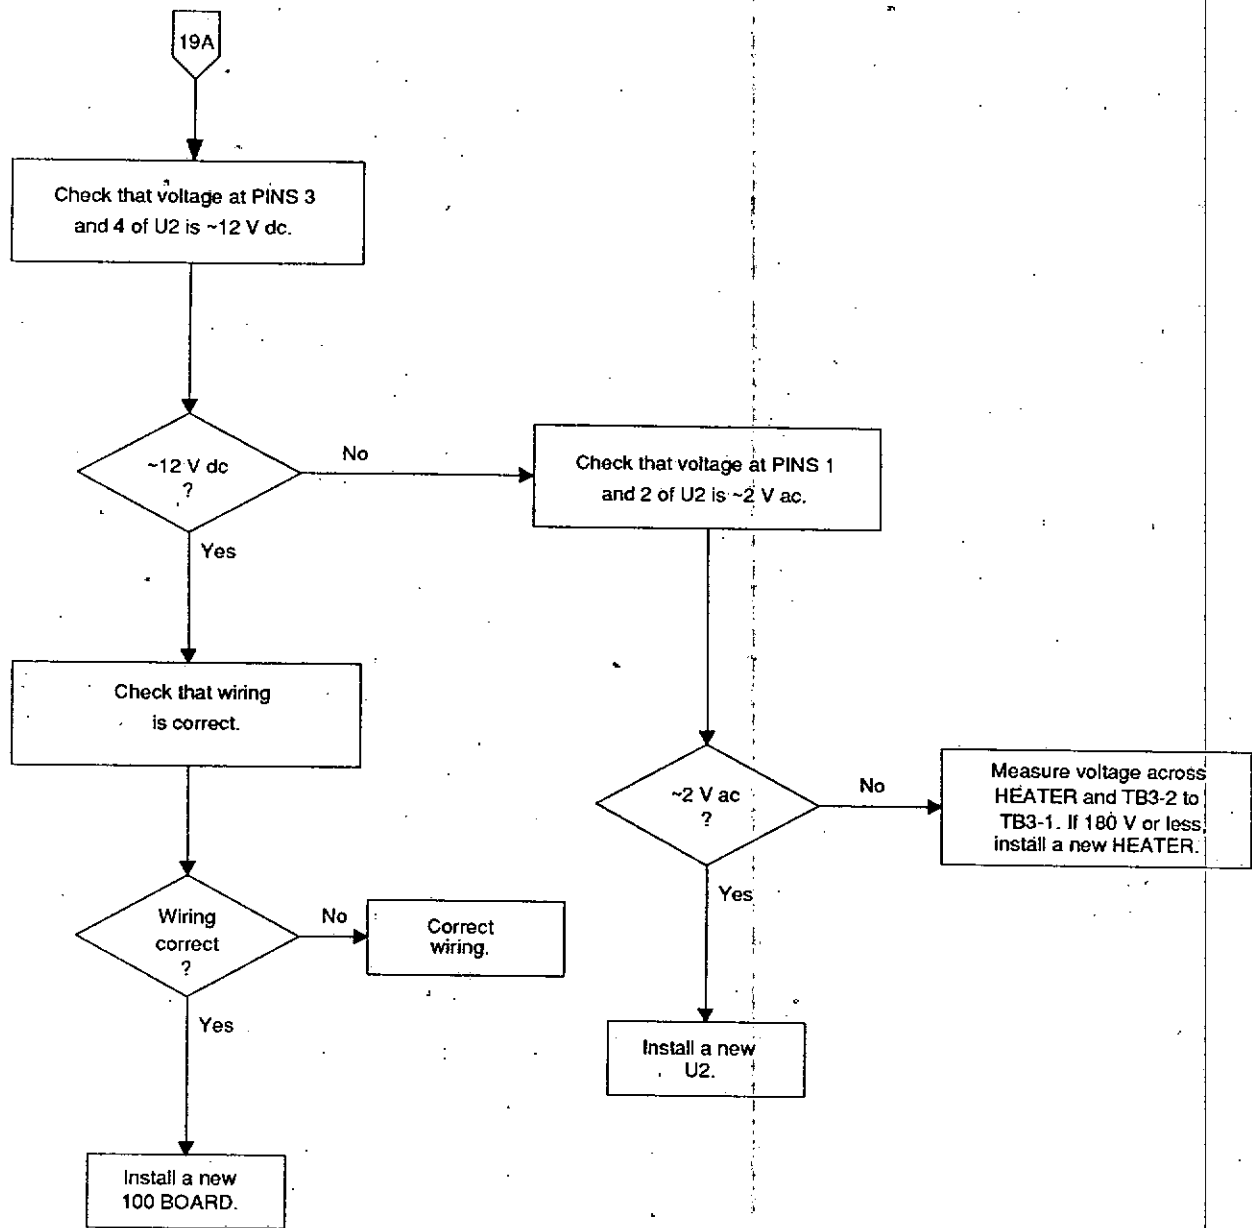 19A
Check that voltage at PINS 3
and 4 of U2 is ~12 V dc.
~12 V dc
?
No
Check that voltage at PINS 1
and 2 of U2 is ~2 V ac.
Yes
Check that wiring
is correct.
~2 V ac
?
No
Measure voltage across
HEATER and TB3-2 to
TB3-1. If 180 V or less,
install a new HEATER.
Yes
Wiring
correct
?
No
Correct
wiring.
Yes
Install a new
U2.
Install a new
100 BOARD.